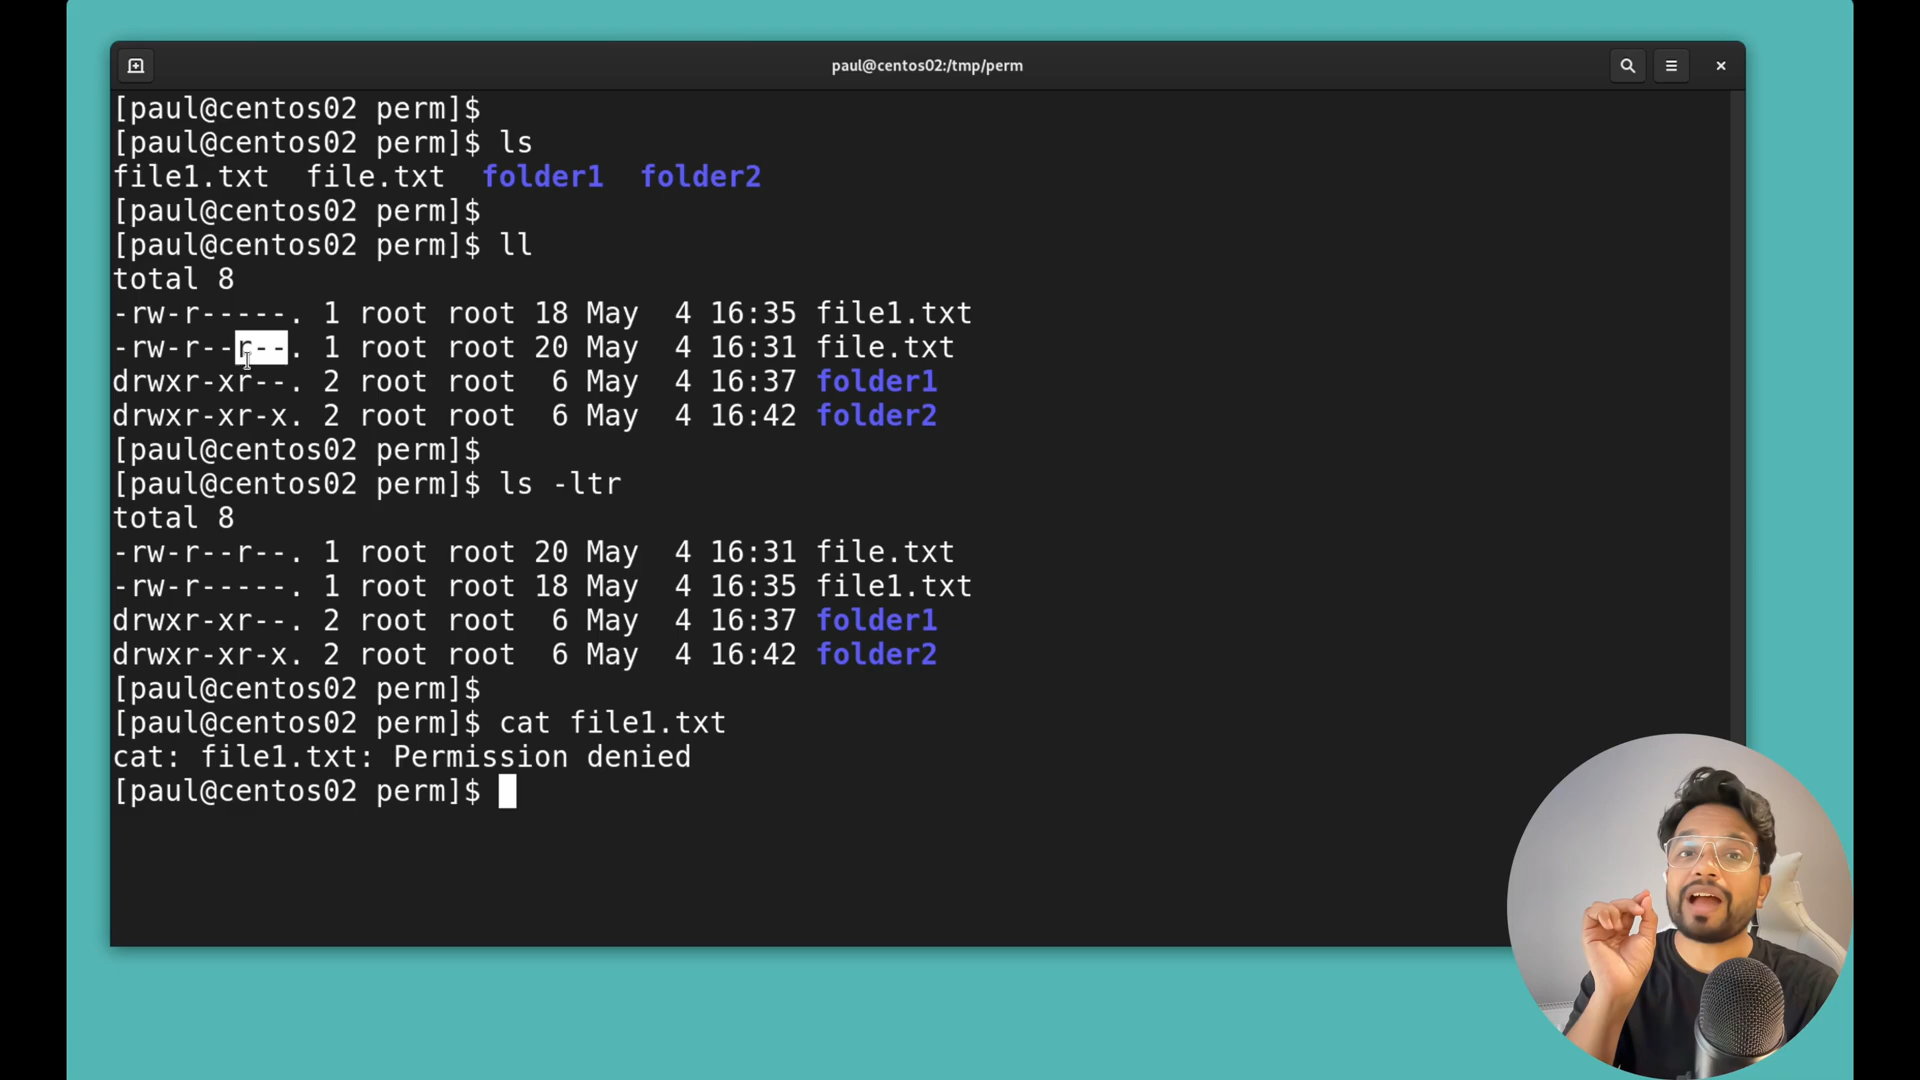 paul@centos02:/tmp/perm
[paul@centos02 perm]$
[paul@centos02 perm]$ ls
file1.txt  file.txt  folder1  folder2
[paul@centos02 perm]$
[paul@centos02 perm]$ ll
total 8
-rw-r-----. 1 root root 18 May  4 16:35 file1.txt
-rw-r--r--. 1 root root 20 May  4 16:31 file.txt
drwxr-xr--. 2 root root  6 May  4 16:37 folder1
drwxr-xr-x. 2 root root  6 May  4 16:42 folder2
[paul@centos02 perm]$
[paul@centos02 perm]$ ls -ltr
total 8
-rw-r--r--. 1 root root 20 May  4 16:31 file.txt
-rw-r-----. 1 root root 18 May  4 16:35 file1.txt
drwxr-xr--. 2 root root  6 May  4 16:37 folder1
drwxr-xr-x. 2 root root  6 May  4 16:42 folder2
[paul@centos02 perm]$
[paul@centos02 perm]$ cat file1.txt
cat: file1.txt: Permission denied
[paul@centos02 perm]$